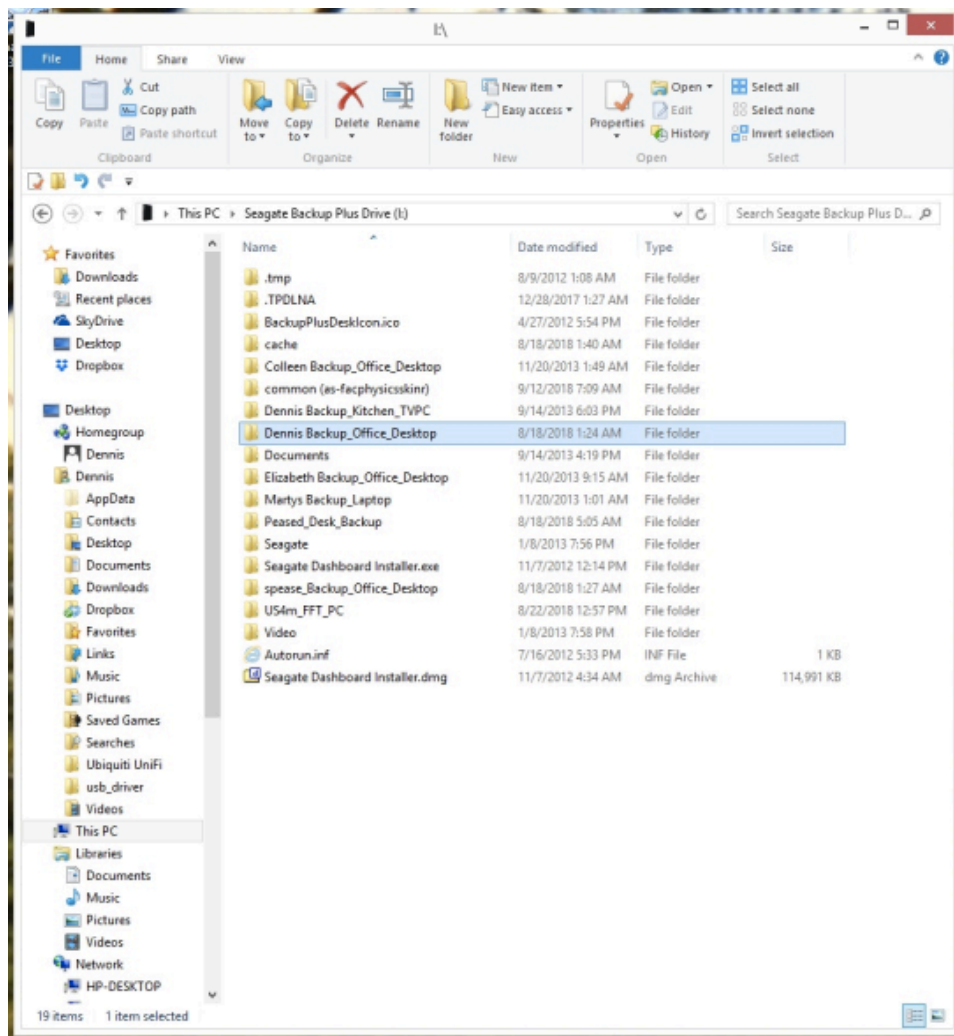 I:\
File Home Share View
Copy Paste Cut Copy path Paste shortcut Move to Copy to Delete Rename New folder New item Easy access Properties Open Edit History Select all Select none Invert selection
Clipboard Organize New Open Select
This PC Seagate Backup Plus Drive (I:) Search Seagate Backup Plus D...
Name Date modified Type Size
.tmp 8/9/2012 1:08 AM File folder
.TPDLNA 12/28/2017 1:27 AM File folder
BackupPlusDeskIcon.ico 4/27/2012 5:54 PM File folder
cache 8/18/2018 1:40 AM File folder
Colleen Backup_Office_Desktop 11/20/2013 1:49 AM File folder
common (as-facphysicsskinr) 9/12/2018 7:09 AM File folder
Dennis Backup_Kitchen_TVPC 9/14/2013 6:03 PM File folder
Dennis Backup_Office_Desktop 8/18/2018 1:24 AM File folder
Documents 9/14/2013 4:19 PM File folder
Elizabeth Backup_Office_Desktop 11/20/2013 9:15 AM File folder
Martys Backup_Laptop 11/20/2013 1:01 AM File folder
Peased_Desk_Backup 8/18/2018 5:05 AM File folder
Seagate 1/8/2013 7:56 PM File folder
Seagate Dashboard Installer.exe 11/7/2012 12:14 PM File folder
spease_Backup_Office_Desktop 8/18/2018 1:27 AM File folder
US4m_FFT_PC 8/22/2018 12:57 PM File folder
Video 1/8/2013 7:58 PM File folder
Autorun.inf 7/16/2012 5:33 PM INF File 1 KB
Seagate Dashboard Installer.dmg 11/7/2012 4:34 AM dmg Archive 114,991 KB
Favorites
Downloads
Recent places
SkyDrive
Desktop
Dropbox
Desktop
Homegroup
Dennis
Dennis
AppData
Contacts
Desktop
Documents
Downloads
Dropbox
Favorites
Links
Music
Pictures
Saved Games
Searches
Ubiquiti UniFi
usb_driver
Videos
This PC
Libraries
Documents
Music
Pictures
Videos
Network
HP-DESKTOP
19 items 1 item selected